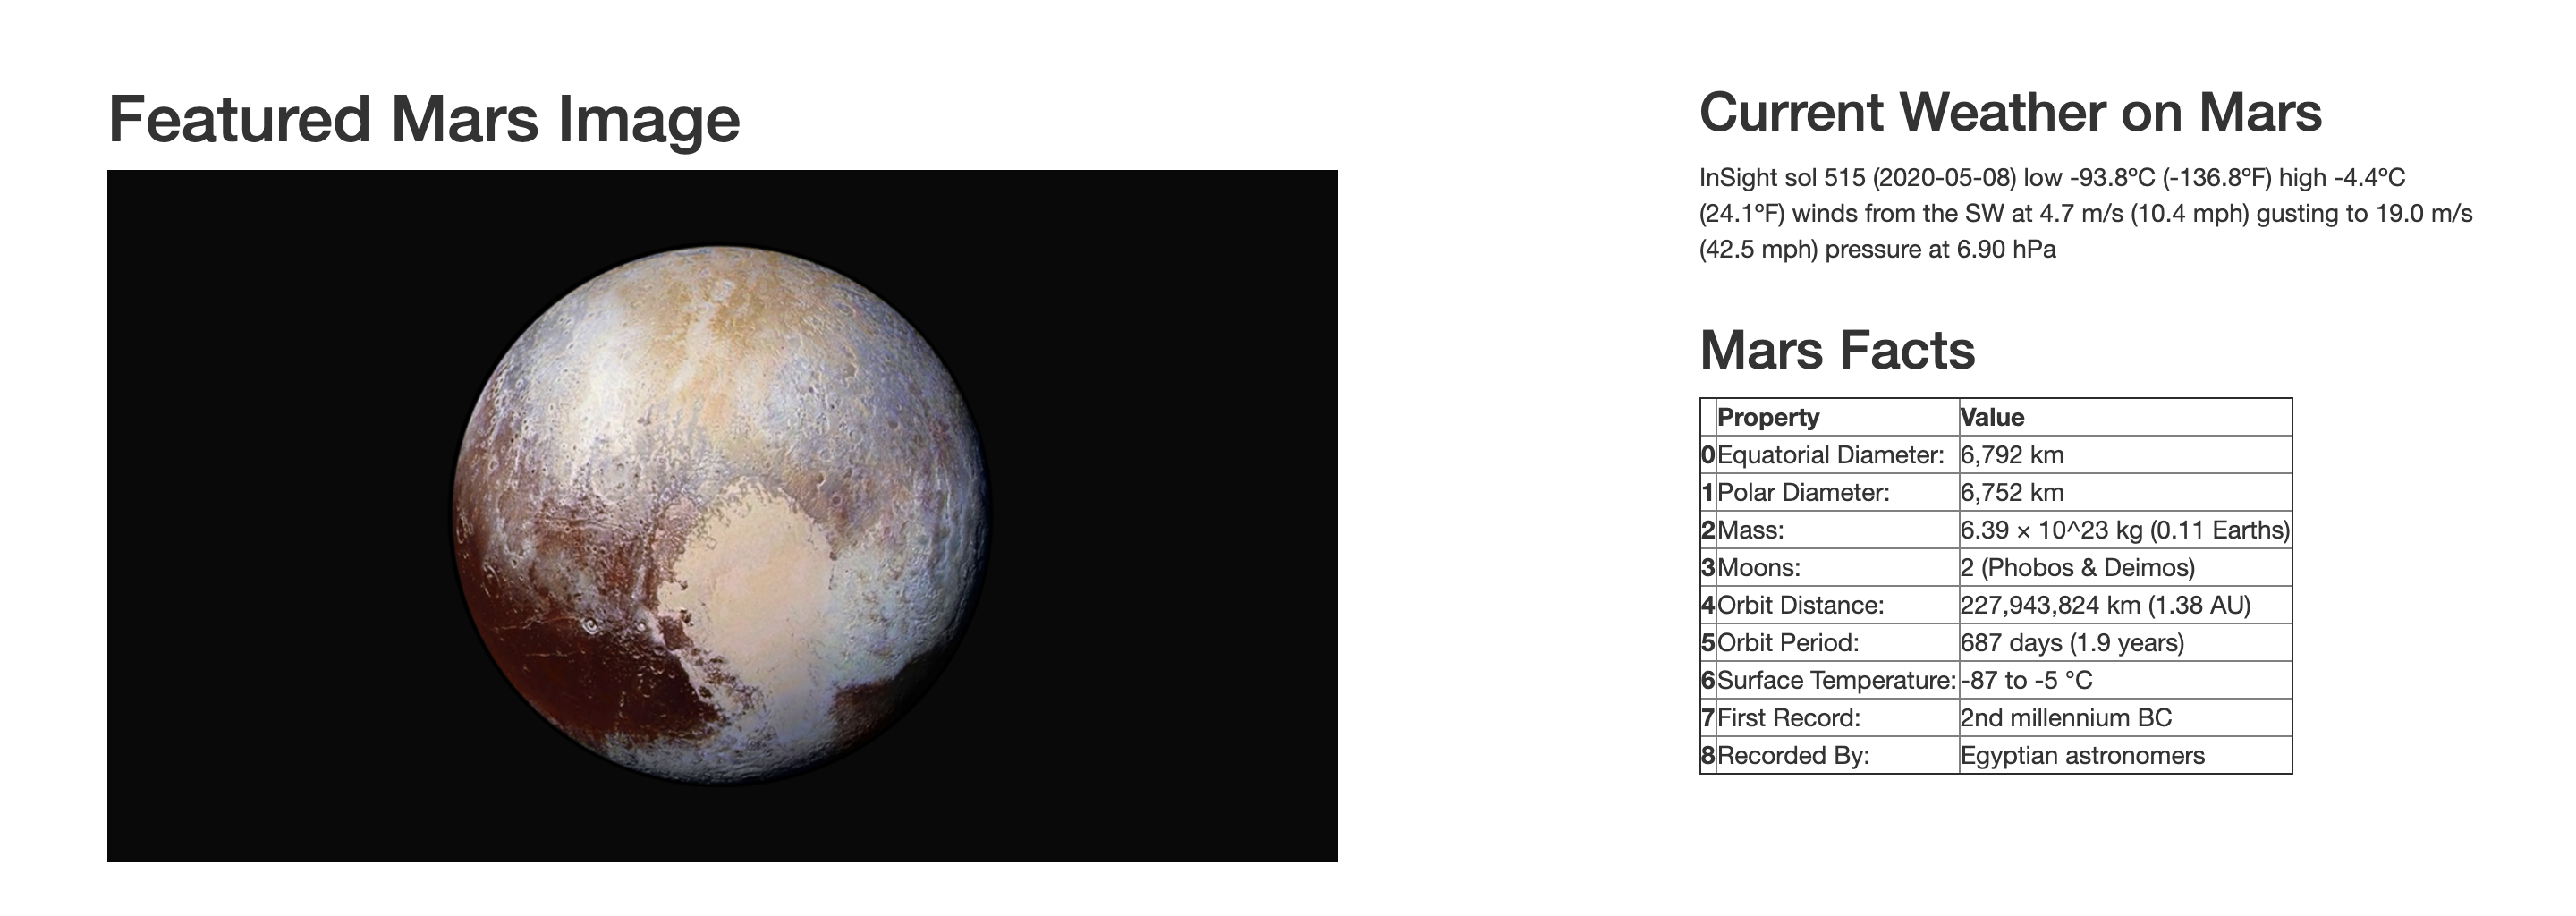 Featured Mars Image
Current Weather on Mars
InSight sol 515 (2020-05-08) low -93.8ºC (-136.8ºF) high -4.4ºC
(24.1ºF) winds from the SW at 4.7 m/s (10.4 mph) gusting to 19.0 m/s
(42.5 mph) pressure at 6.90 hPa
Mars Facts
Property Value
0 Equatorial Diameter: 6,792 km
1 Polar Diameter: 6,752 km
2 Mass: 6.39 × 10^23 kg (0.11 Earths)
3 Moons: 2 (Phobos & Deimos)
4 Orbit Distance: 227,943,824 km (1.38 AU)
5 Orbit Period: 687 days (1.9 years)
6 Surface Temperature: -87 to -5 °C
7 First Record: 2nd millennium BC
8 Recorded By: Egyptian astronomers